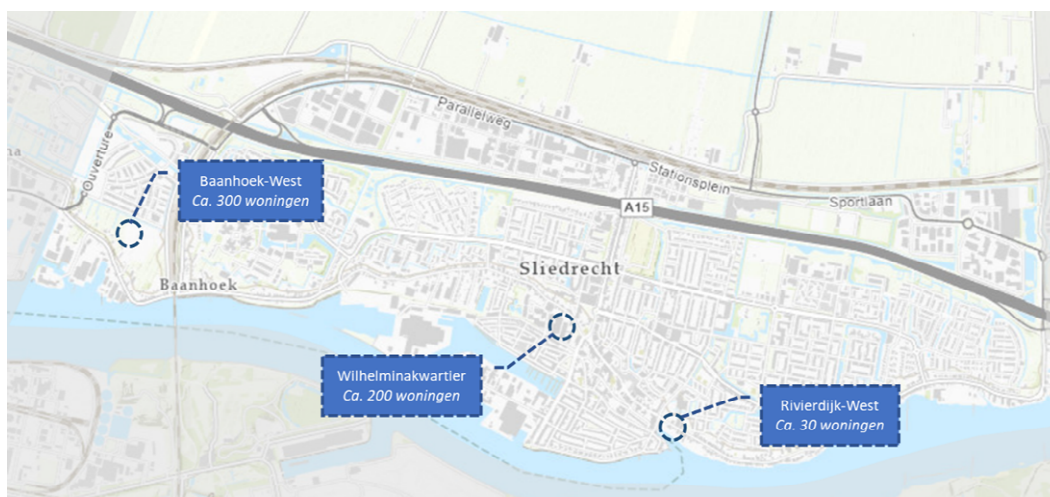 Parallelweg
Stationsplein
Sportlaan
A15
couverture
Baanhoek-West
Ca. 300 woningen
Sliedrecht
Baanhoek
Wilhelminakwartier
Ca. 200 woningen
Rivierdijk-West
Ca. 30 woningen